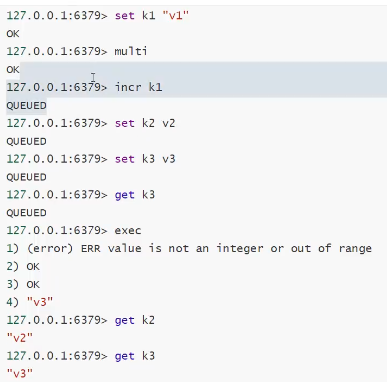 127.0.0.1:6379> set k1 "v1"
OK
127.0.0.1:6379> multi
OK
127.0.0.1:6379> incr k1
QUEUED
127.0.0.1:6379> set k2 v2
QUEUED
127.0.0.1:6379> set k3 v3
QUEUED
127.0.0.1:6379> get k3
QUEUED
127.0.0.1:6379> exec
1) (error) ERR value is not an integer or out of range
2) OK
3) OK
4) "v3"
127.0.0.1:6379> get k2
"v2"
127.0.0.1:6379> get k3
"v3"